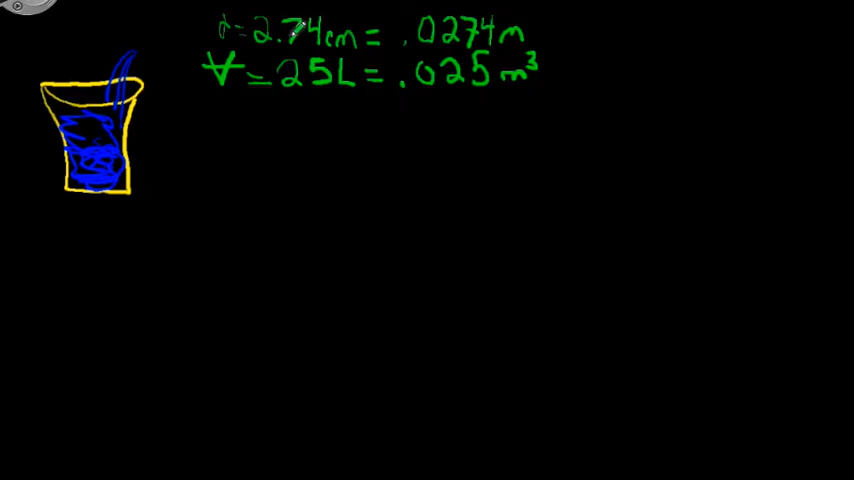 d = 2.74cm = .0274m
V = 25L = .025m³